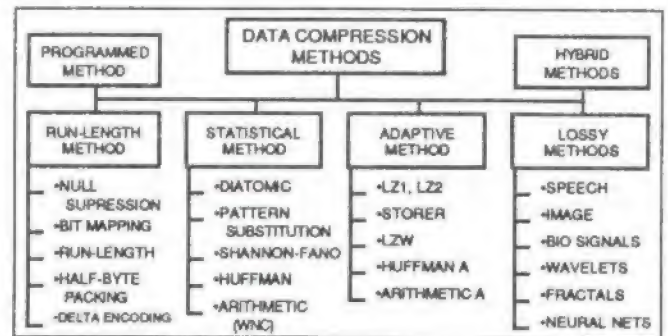 DATA COMPRESSION
METHODS
PROGRAMMED
METHOD
HYBRID
METHODS
RUN-LENGTH
METHOD
•NULL
SUPRESSION
•BIT MAPPING
•RUN-LENGTH
•HALF-BYTE
PACKING
•DELTA ENCODING
STATISTICAL
METHOD
•DIATOMIC
•PATTERN
SUBSTITUTION
•SHANNON-FANO
•HUFFMAN
•ARITHMETIC
(WNC)
ADAPTIVE
METHOD
•LZ1, LZ2
•STORER
•LZW
•HUFFMAN A
•ARITHMETIC A
LOSSY
METHODS
•SPEECH
•IMAGE
•BIO SIGNALS
•WAVELETS
•FRACTALS
•NEURAL NETS